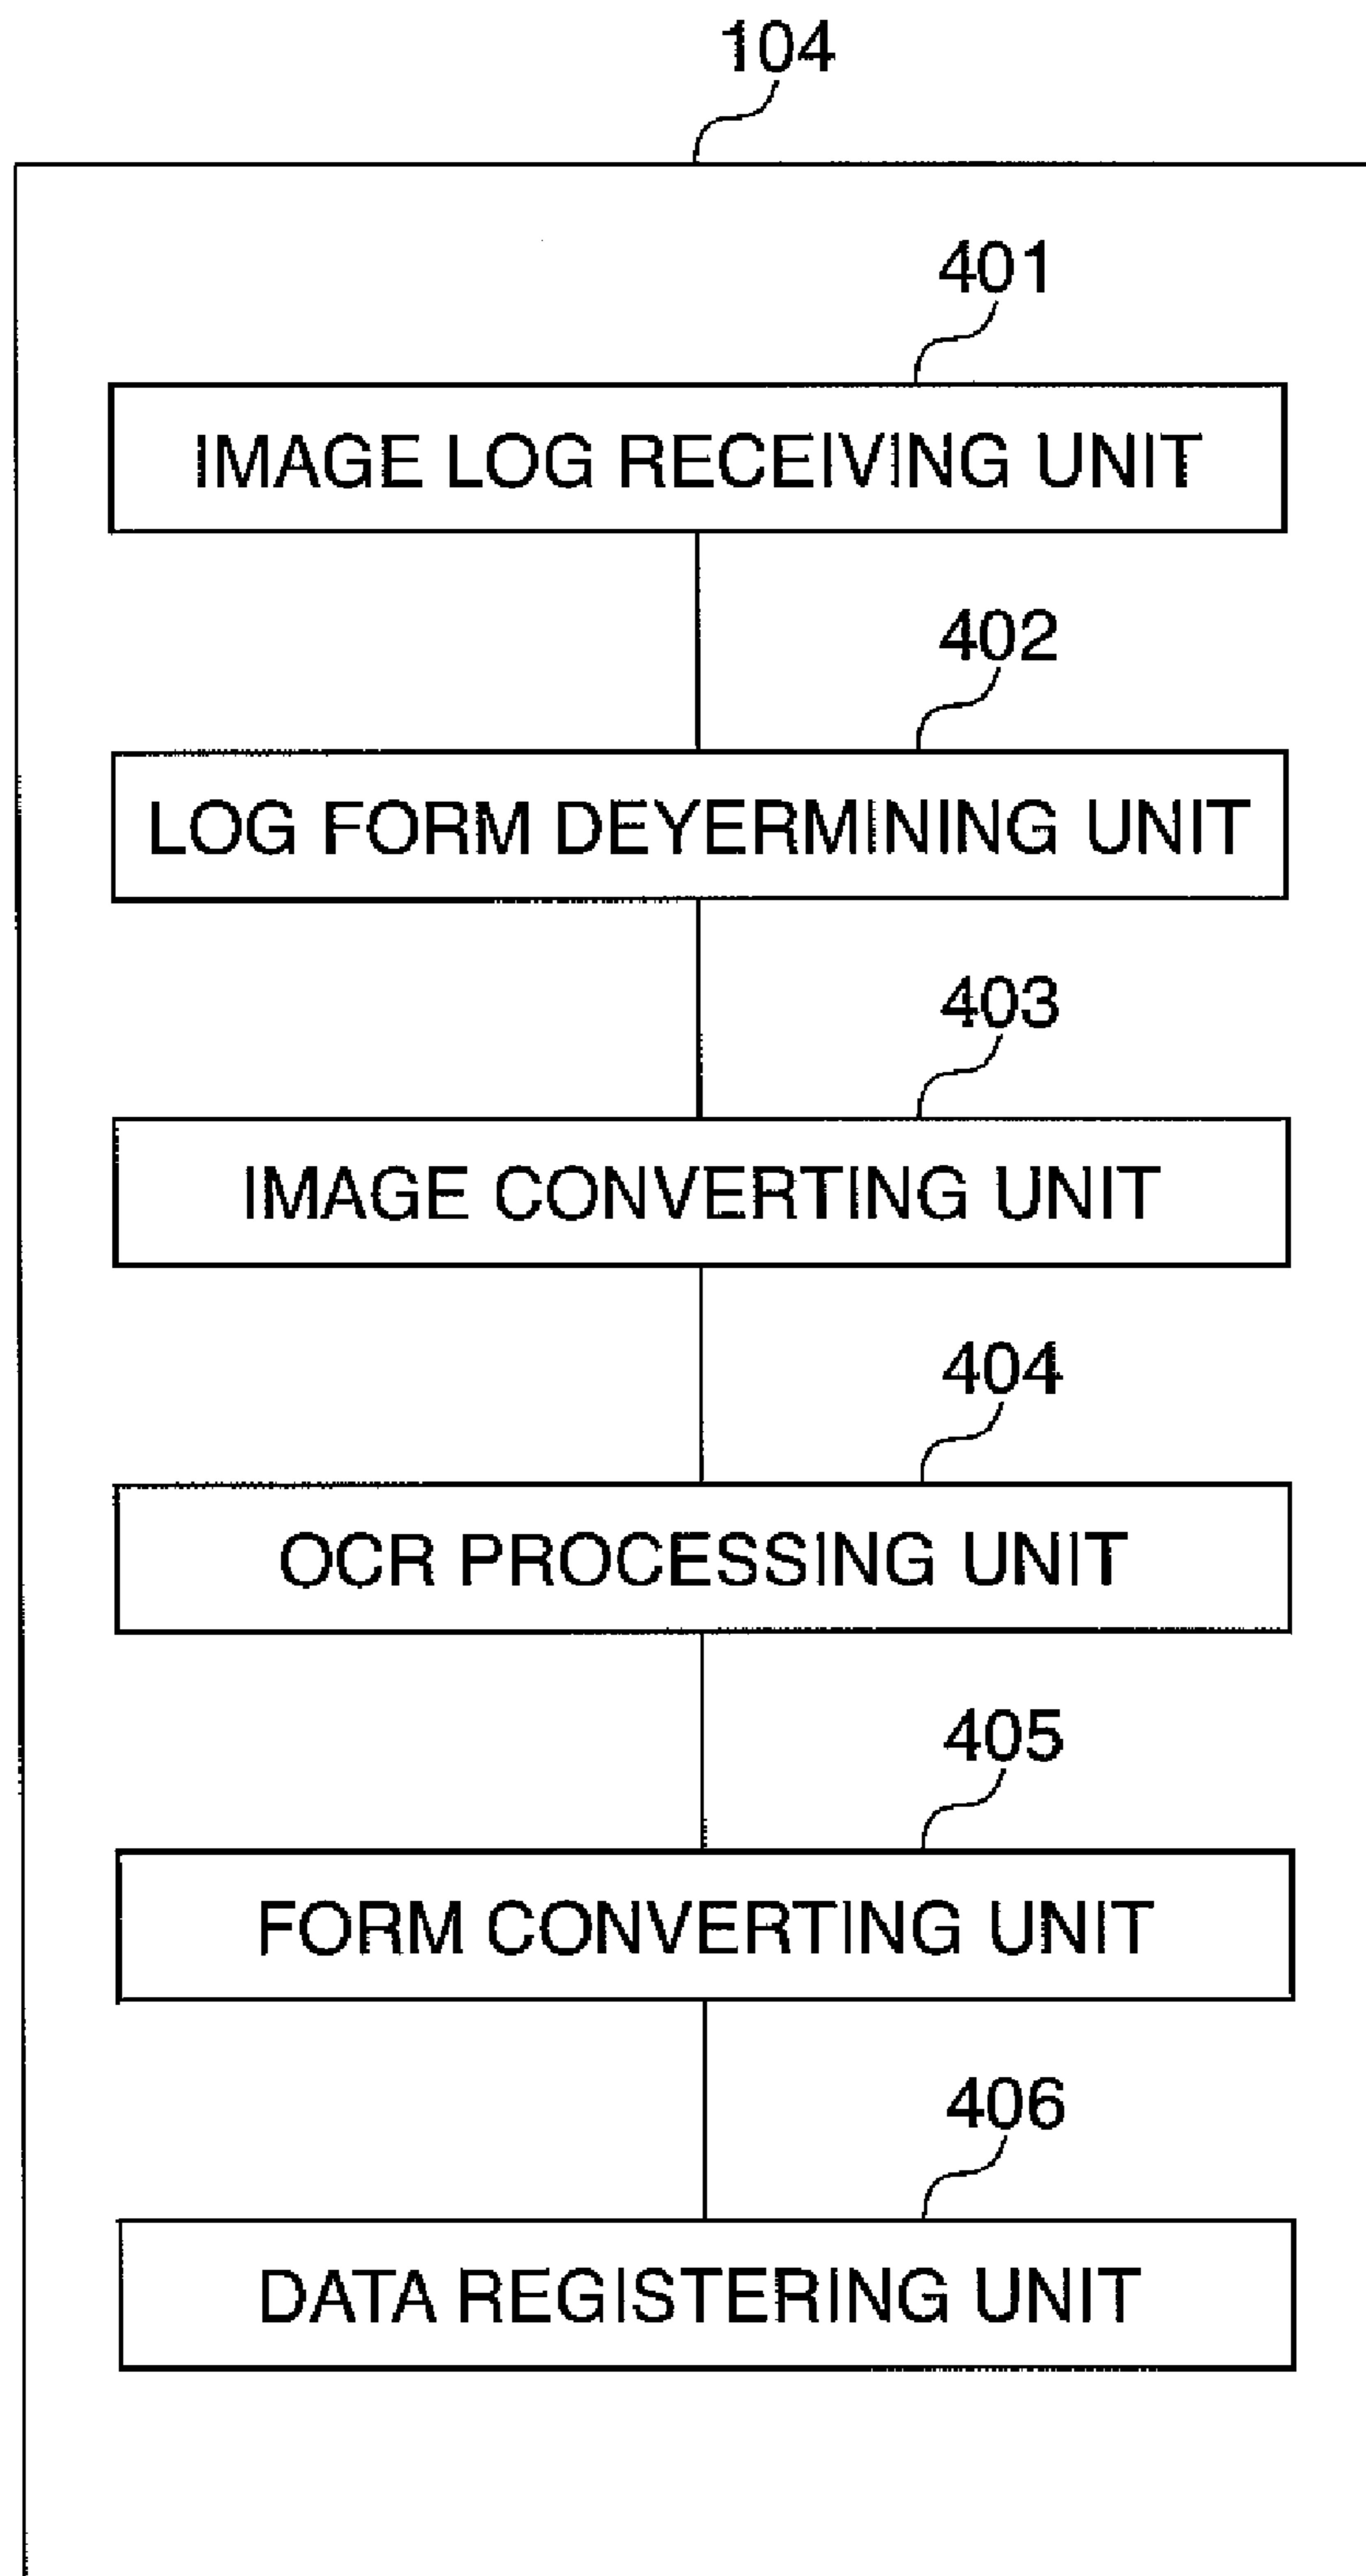 104
401
IMAGE LOG RECEIVING UNIT
402
LOG FORM DEYERMINING UNIT
403
IMAGE CONVERTING UNIT
404
OCR PROCESSING UNIT
405
FORM CONVERTING UNIT
406
DATA REGISTERING UNIT